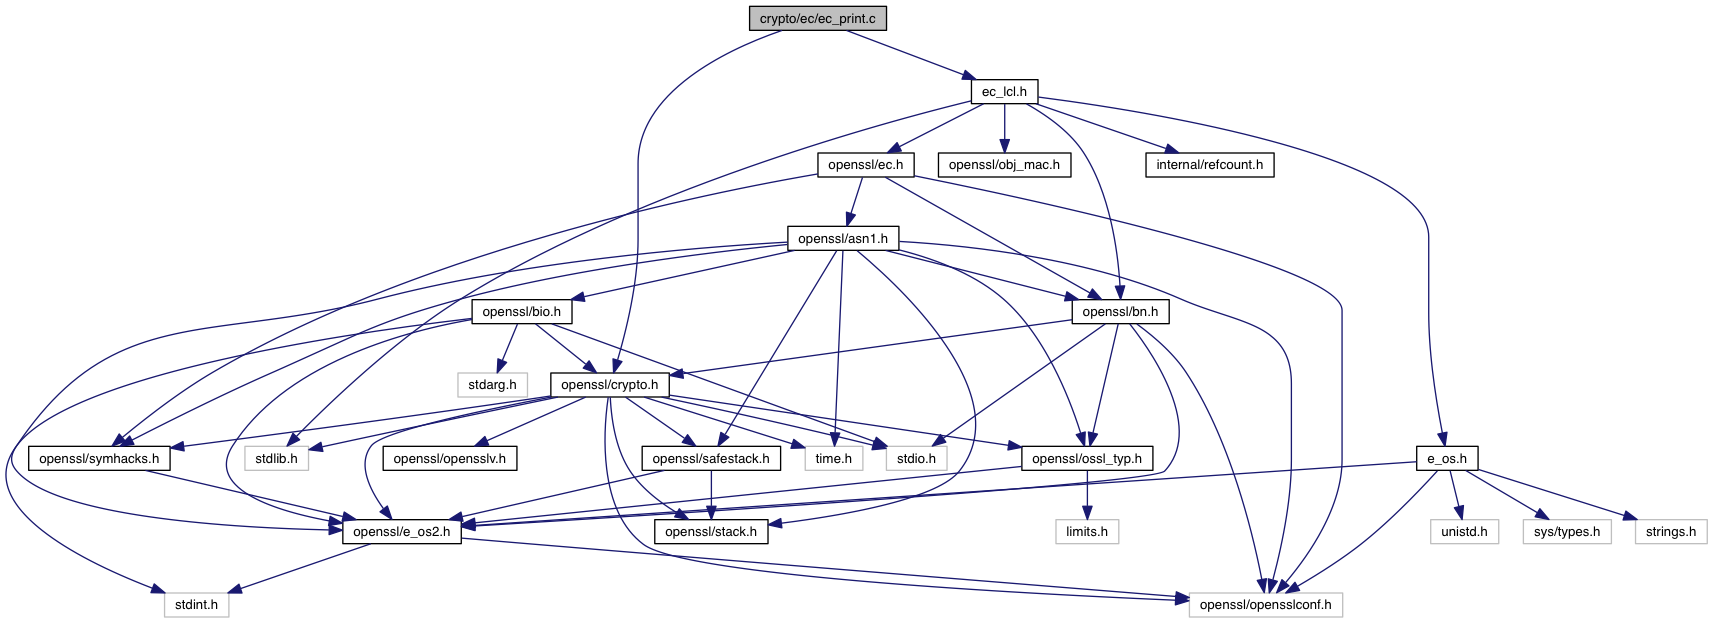 crypto/ec/ec_print.c
ec_lcl.h
openssl/ec.h
openssl/obj_mac.h
internal/refcount.h
openssl/asn1.h
openssl/bio.h
openssl/bn.h
stdarg.h
openssl/crypto.h
openssl/symhacks.h
stdlib.h
openssl/opensslv.h
openssl/safestack.h
time.h
stdio.h
openssl/ossl_typ.h
e_os.h
openssl/e_os2.h
openssl/stack.h
limits.h
unistd.h
sys/types.h
strings.h
stdint.h
openssl/opensslconf.h